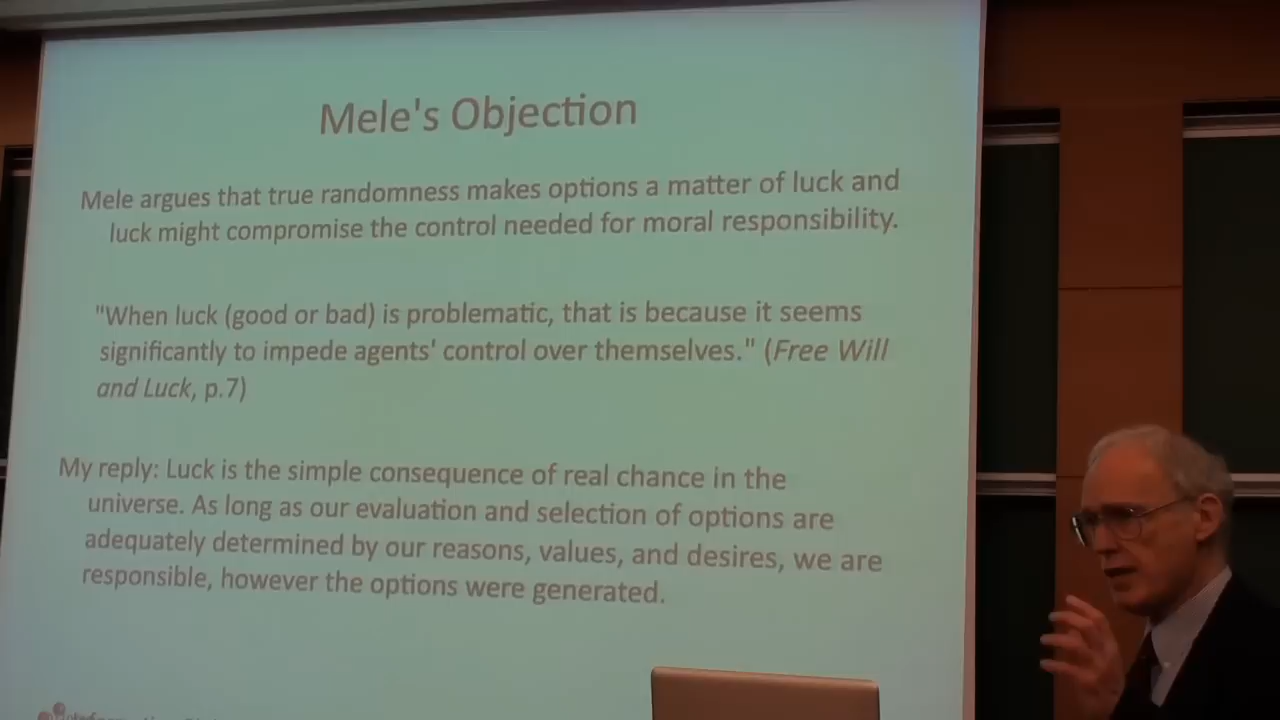 Mele's Objection
Mele argues that true randomness makes options a matter of luck and
luck might compromise the control needed for moral responsibility.
"When luck (good or bad) is problematic, that is because it seems
significantly to impede agents' control over themselves." (Free Will
and Luck, p.7)
My reply: Luck is the simple consequence of real chance in the
universe. As long as our evaluation and selection of options are
adequately determined by our reasons, values, and desires, we are
responsible, however the options were generated.